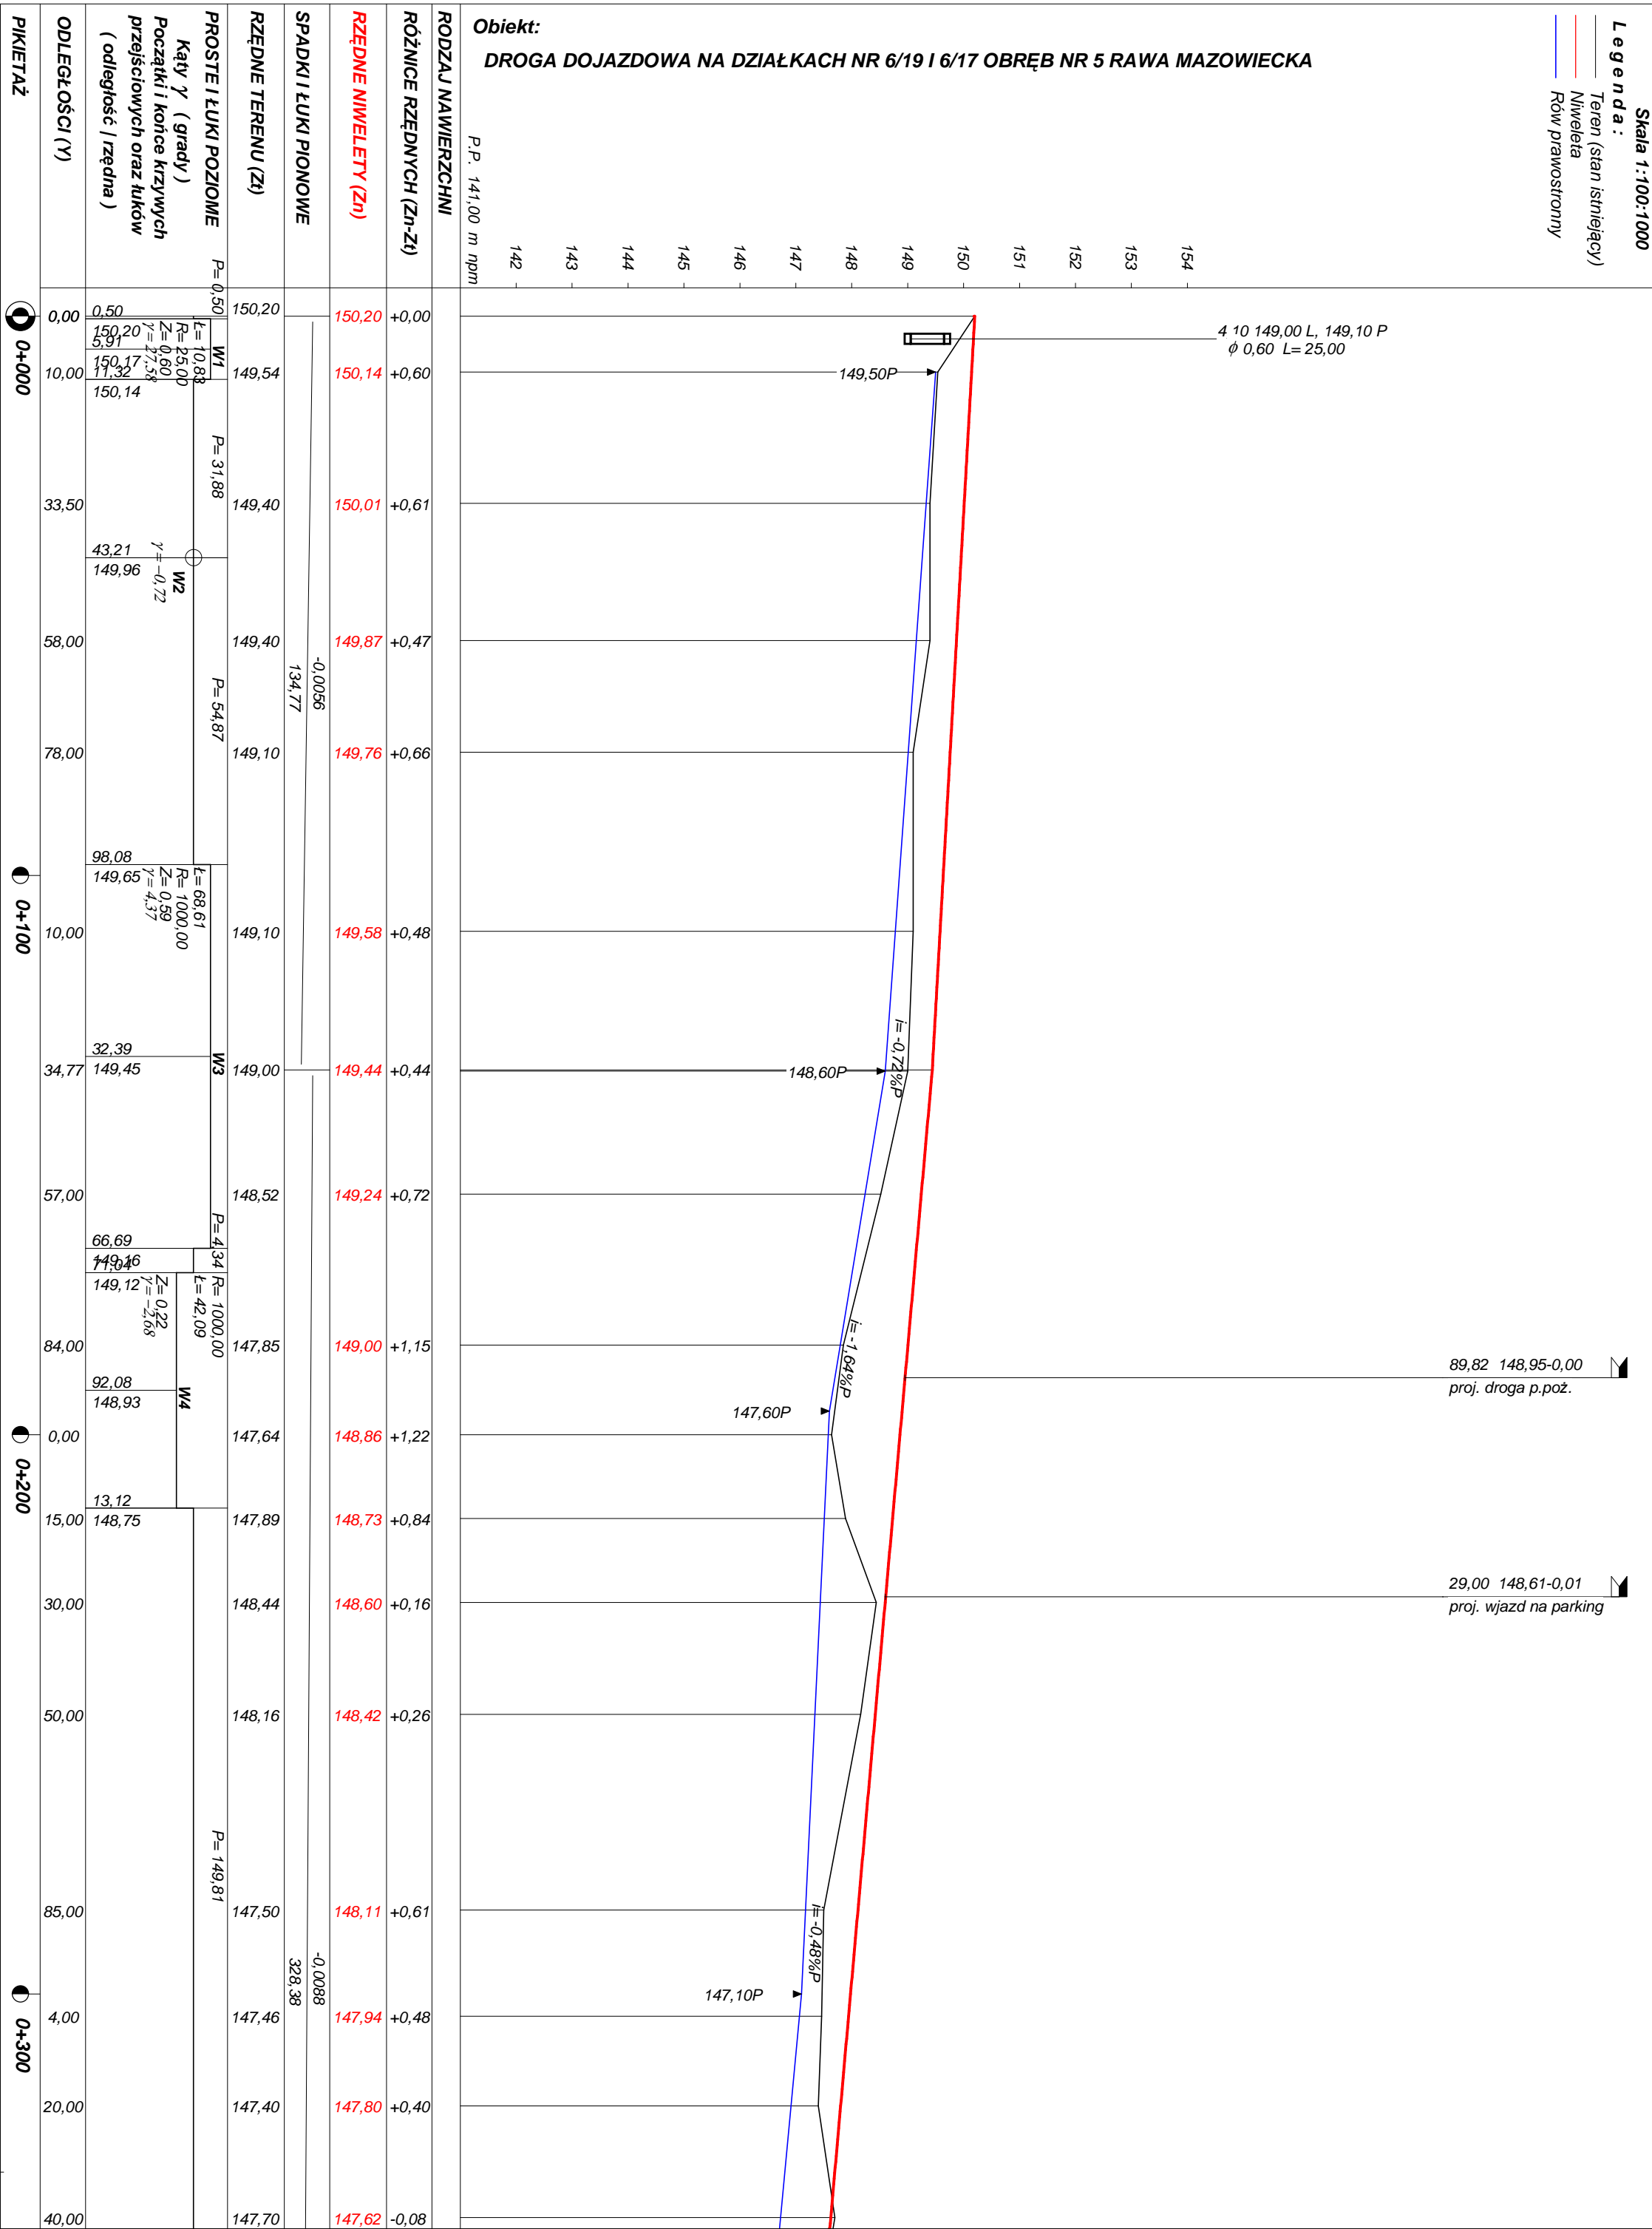 Skala 1:100:1000
L e g e n d a :
Teren (stan istniejący)
Niweleta
Rów prawostronny
Obiekt:
DROGA DOJAZDOWA NA DZIAŁKACH NR 6/19 I 6/17 OBRĘB NR 5 RAWA MAZOWIECKA
154
153
152
151
150
149
148
147
146
145
144
143
142
P.P. 141,00 m npm
4 10 149,00 L, 149,10 P
ϕ 0,60 L= 25,00
149,50P
i= -0,72%P
148,60P
i= -1,64%P
147,60P
i= -0,48%P
147,10P
89,82 148,95-0,00
proj. droga p.poż.
29,00 148,61-0,01
proj. wjazd na parking
RODZAJ NAWIERZCHNI
RÓŻNICE RZĘDNYCH (Zn-Zt)
+0,00 +0,60 +0,61 +0,47 +0,66 +0,48 +0,44 +0,72 +1,15 +1,22 +0,84 +0,16 +0,26 +0,61 +0,48 +0,40 -0,08
RZĘDNE NIWELETY (Zn)
150,20 150,14 150,01 149,87 149,76 149,58 149,44 149,24 149,00 148,86 148,73 148,60 148,42 148,11 147,94 147,80 147,62
SPADKI I ŁUKI PIONOWE
-0,0056
134,77
-0,0088
328,38
RZĘDNE TERENU (Zt)
150,20 149,54 149,40 149,40 149,10 149,10 149,00 148,52 147,85 147,64 147,89 148,44 148,16 147,50 147,46 147,40 147,70
PROSTE I ŁUKI POZIOME
Kąty γ ( grady )
Początki i końce krzywych
przejściowych oraz łuków
( odległość | rzędna )
P= 0,50
W1
Ł= 10,83
R= 25,00
Z= 0,60
γ= 27,58
P= 31,88
W2
γ= -0,72
P= 54,87
Ł= 68,61
R= 1000,00
Z= 0,59
γ= 4,37
W3
P= 4,34
R= 1000,00
Ł= 42,09
Z= 0,22
γ= -2,68
W4
P= 149,81
0,50
150,20
5,91
150,17
11,32
150,14
43,21
149,96
98,08
149,65
32,39
149,45
66,69
149,16
71,04
149,12
92,08
148,93
13,12
148,75
ODLEGŁOŚCI (Y)
0,00 10,00 33,50 58,00 78,00 10,00 34,77 57,00 84,00 0,00 15,00 30,00 50,00 85,00 4,00 20,00 40,00
PIKIETAŻ
0+000 0+100 0+200 0+300